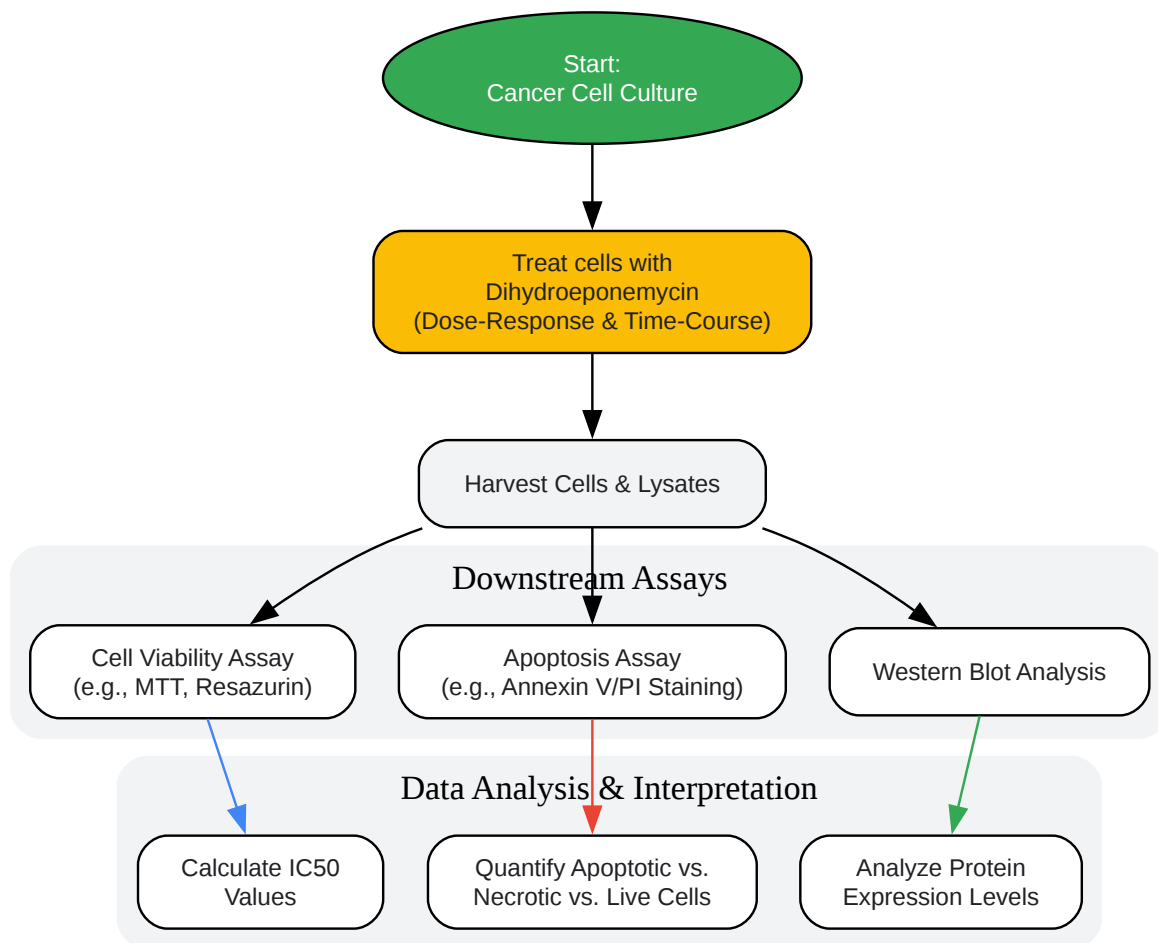 Start:
Cancer Cell Culture
Treat cells with
Dihydroeponemycin
(Dose-Response & Time-Course)
Harvest Cells & Lysates
Downstream Assays
Cell Viability Assay
(e.g., MTT, Resazurin)
Apoptosis Assay
(e.g., Annexin V/PI Staining)
Western Blot Analysis
Data Analysis & Interpretation
Calculate IC50
Values
Quantify Apoptotic vs.
Necrotic vs. Live Cells
Analyze Protein
Expression Levels